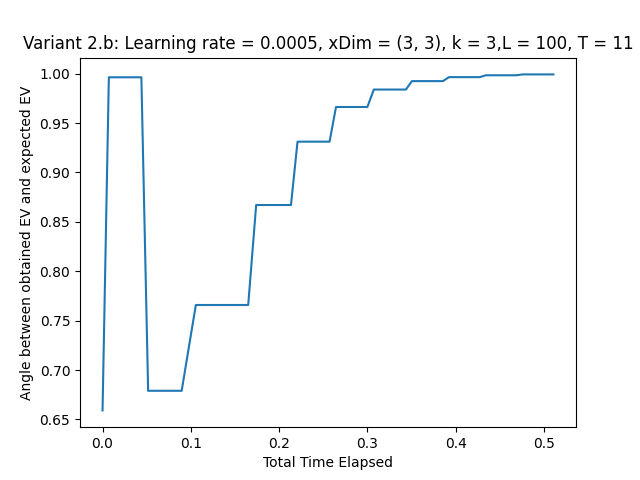 Variant 2.b: Learning rate = 0.0005, xDim = (3, 3), k = 3,L = 100, T = 11
Angle between obtained EV and expected EV
1.00
0.95
0.90
0.85
0.80
0.75
0.70
0.65
0.0 0.1 0.2 0.3 0.4 0.5
Total Time Elapsed